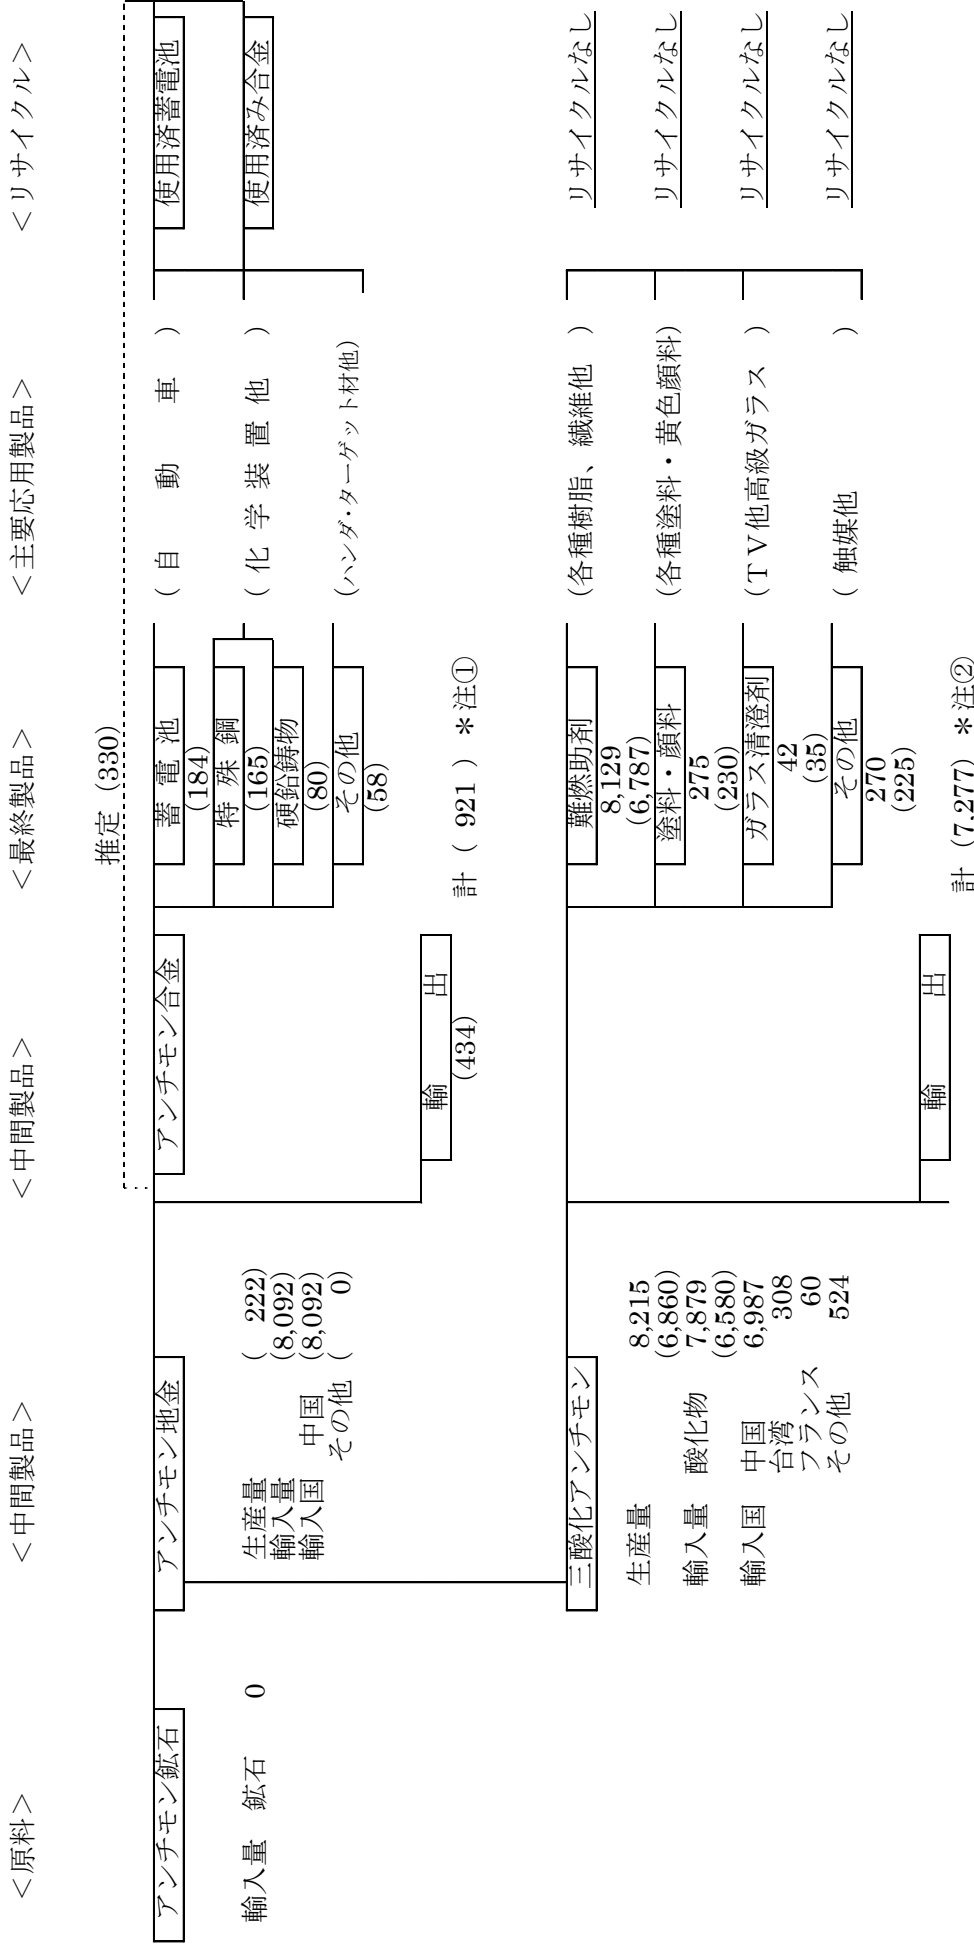 ＜原料＞
＜中間製品＞
＜中間製品＞
＜最終製品＞
＜主要応用製品＞
＜リサイクル＞
推定 (330)
アンチモン鉱石
アンチモン地金
アンチモン合金
蓄電池
(184)
(自動車)
使用済蓄電池
特殊鋼
(165)
(化学装置他)
使用済み合金
硬鉛鋳物
(80)
その他
(58)
(ハンダ・ターゲット材他)
輸入量 鉱石 0
生産量 ( 222)
輸入量 (8,092)
輸入国 中国 (8,092)
その他 ( 0)
輸出
(434)
計 ( 921 ) ＊注①
三酸化アンチモン
難燃助剤
8,129
(6,787)
(各種樹脂、繊維他 )
リサイクルなし
塗料・顔料
275
(230)
(各種塗料・黄色顔料)
リサイクルなし
ガラス清澄剤
42
(35)
(ＴＶ他高級ガラス )
リサイクルなし
その他
270
(225)
( 触媒他 )
リサイクルなし
生産量 8,215
(6,860)
輸入量 酸化物 7,879
(6,580)
輸入国 中国 6,987
台湾 308
フランス 60
その他 524
輸出
計 (7,277) ＊注②